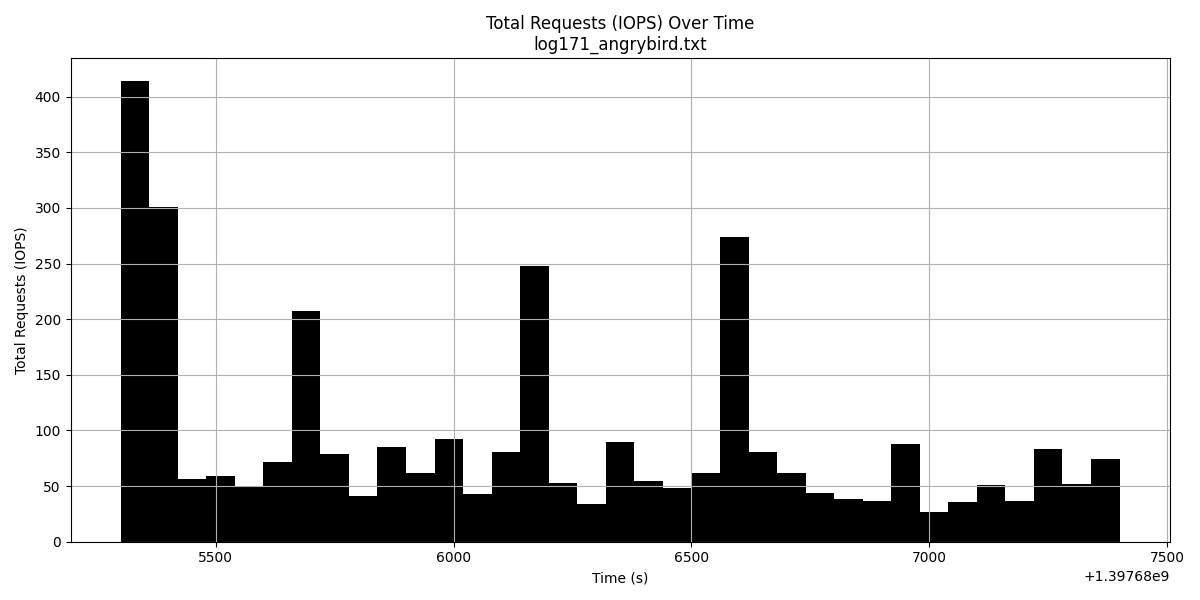 Total Requests (IOPS) Over Time
log171_angrybird.txt
Total Requests (IOPS)
400
350
300
250
200
150
100
50
0
5500 6000 6500 7000 7500
Time (s)
+1.39768e9